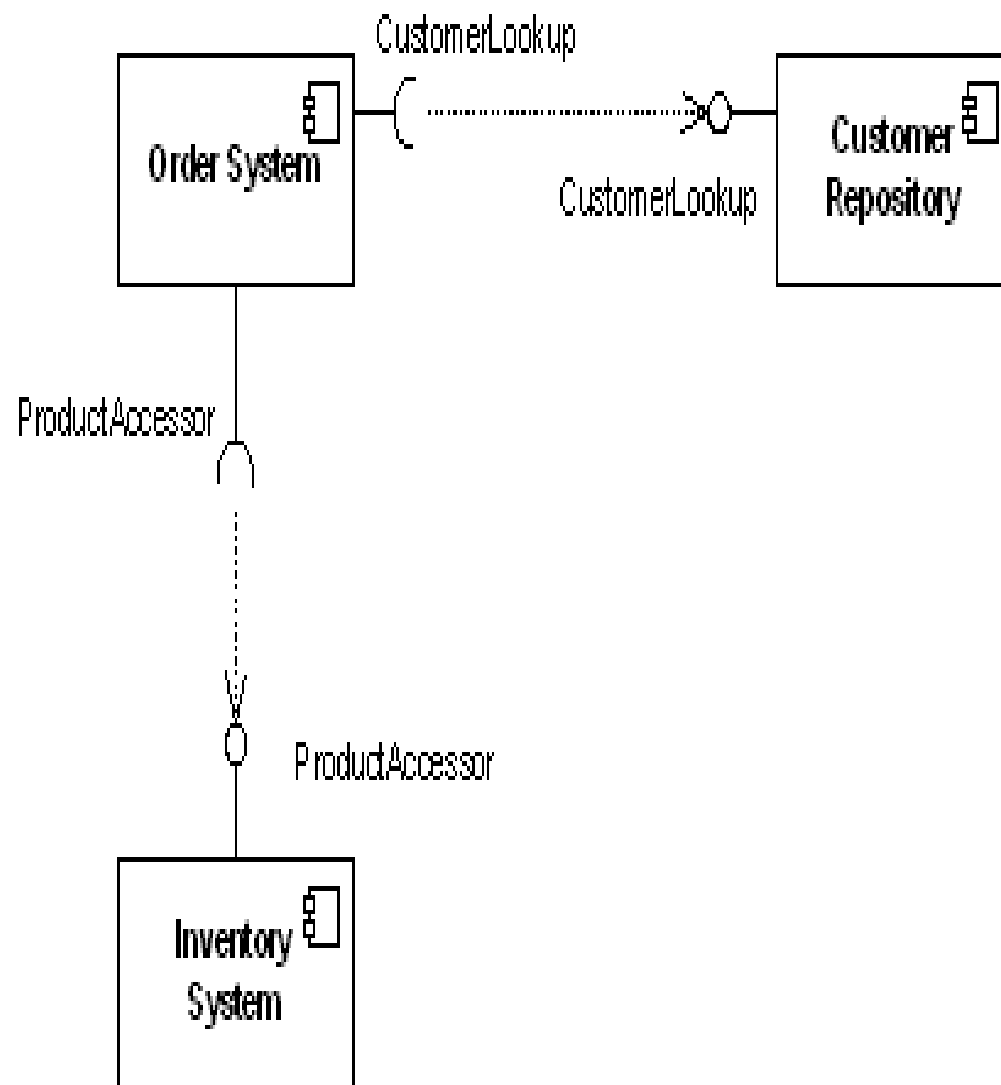 CustomerLookup
Order System
Customer
Repository
CustomerLookup
ProductAccessor
ProductAccessor
Inventory
System